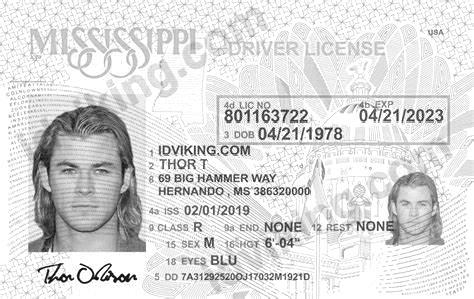 MISSISSIPPI DRIVER LICENSE USA
4d LIC NO 4b EXP
801163722 04/21/2023
3 DOB 04/21/1978
1 IDVIKING.COM
2 THOR T
8 69 BIG HAMMER WAY
HERNANDO , MS 386320000
4a ISS 02/01/2019
9 CLASS R 9a END NONE 12 REST NONE
15 SEX M 16 HGT 6'-04"
18 EYES BLU
5 DD 7A31292520OJ17032M1921D
Thor Odinson
idviking.com